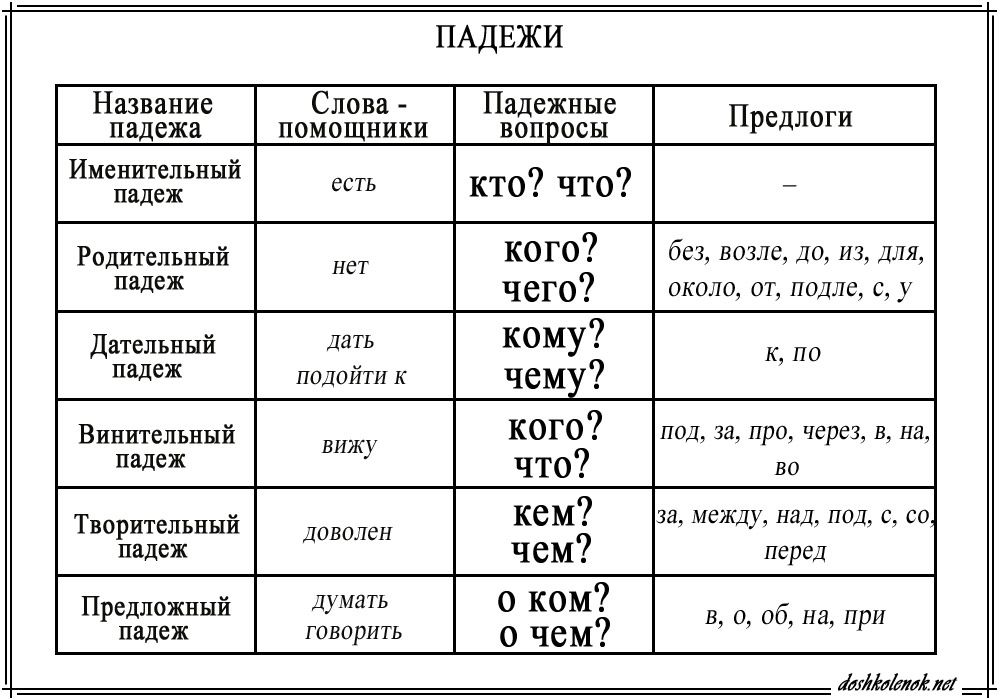 ПАДЕЖИ
Название падежа
Слова - помощники
Падежные вопросы
Предлоги
Именительный падеж
есть
кто? что?
–
Родительный падеж
нет
кого?
чего?
без, возле, до, из, для,
около, от, подле, с, у
Дательный падеж
дать
подойти к
кому?
чему?
к, по
Винительный падеж
вижу
кого?
что?
под, за, про, через, в, на,
во
Творительный падеж
доволен
кем?
чем?
за, между, над, под, с, со,
перед
Предложный падеж
думать
говорить
о ком?
о чем?
в, о, об, на, при
doshkolenok.net